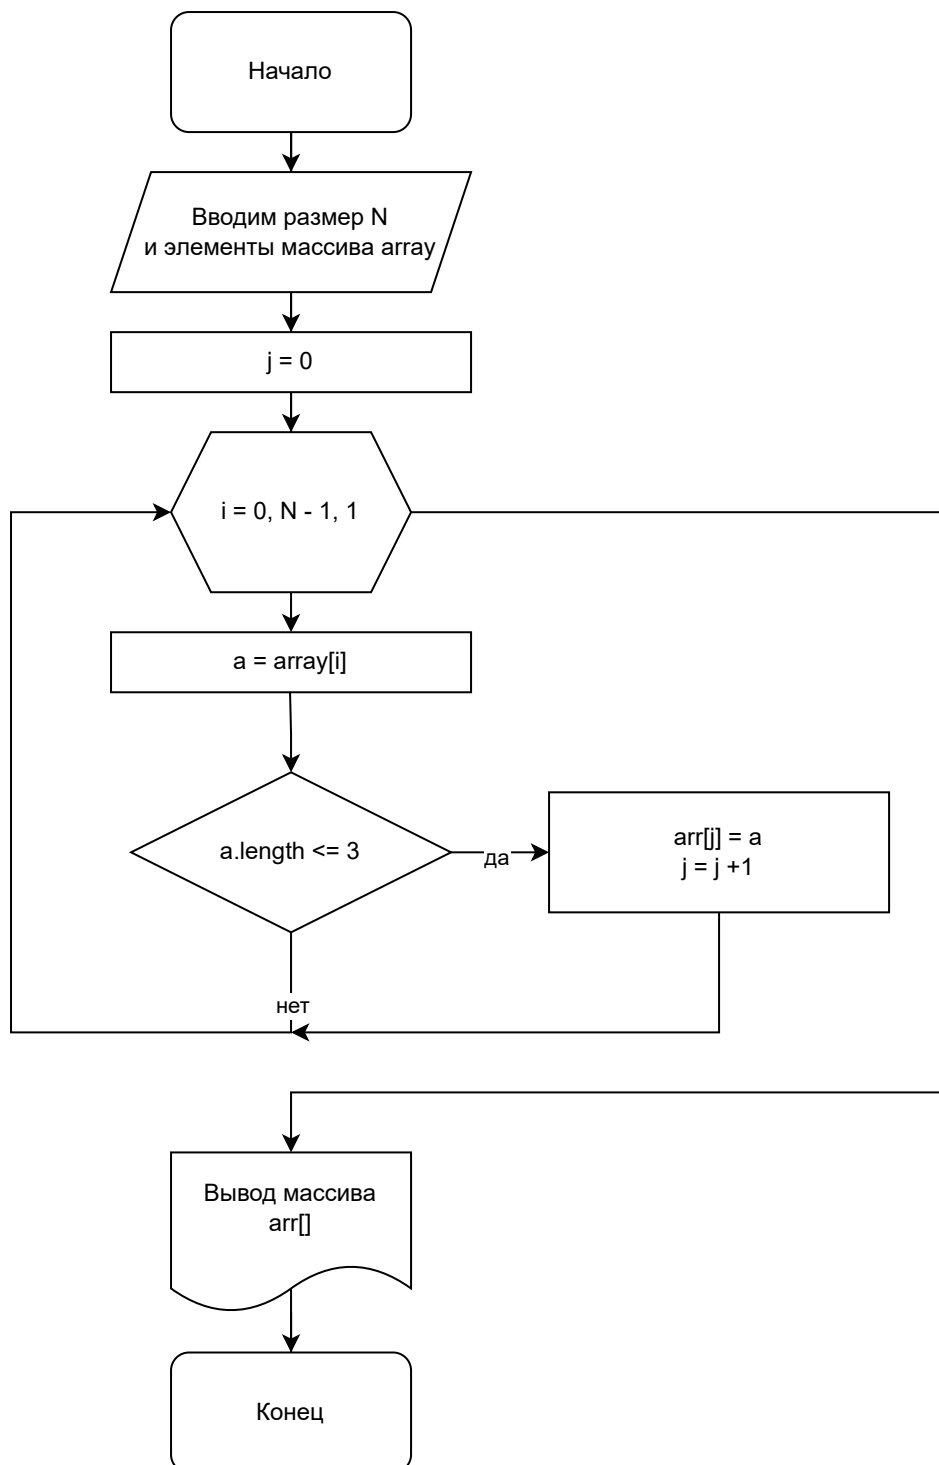 Начало
Вводим размер N
и элементы массива array
j = 0
i = 0, N - 1, 1
a = array[i]
a.length <= 3
да
arr[j] = a
j = j +1
нет
Вывод массива
arr[]
Конец